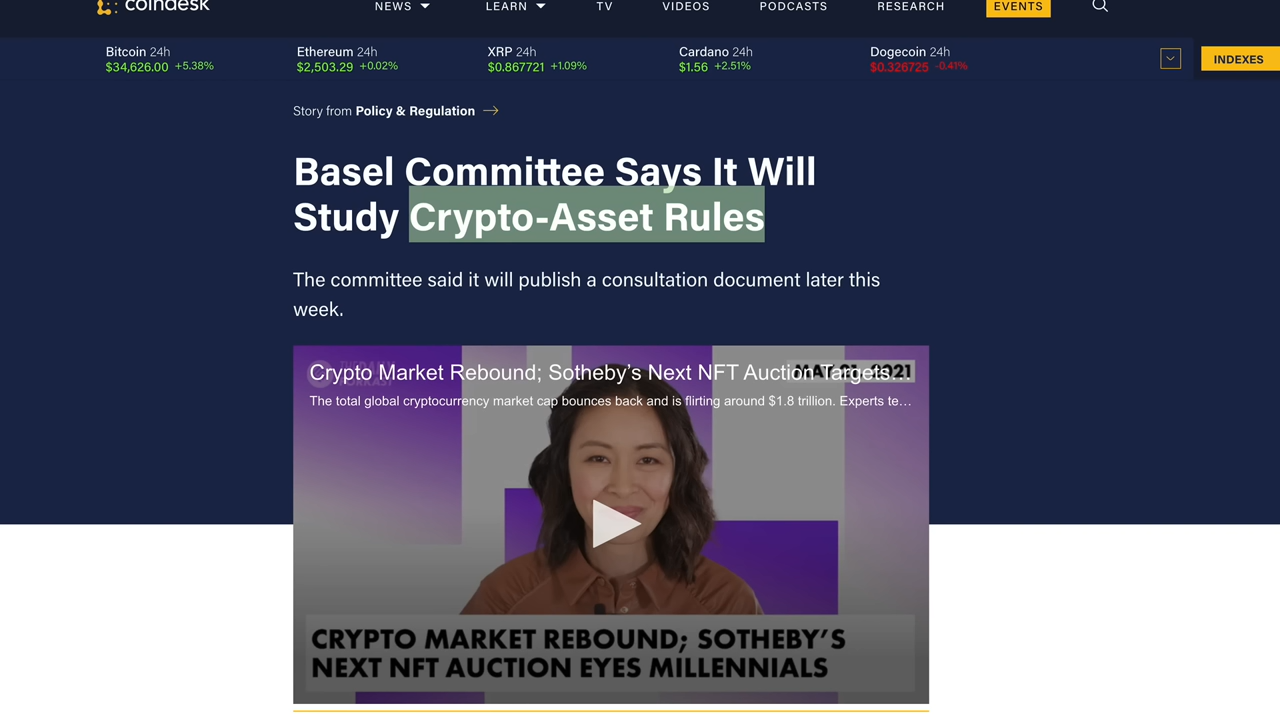 coindesk
NEWS LEARN TV VIDEOS PODCASTS RESEARCH EVENTS
Bitcoin 24h Ethereum 24h XRP 24h Cardano 24h Dogecoin 24h
$34,626.00 +5.38% $2,503.29 +0.02% $0.867721 +1.09% $1.56 +2.51% $0.326725 -0.41%
INDEXES
Story from Policy & Regulation
Basel Committee Says It Will
Study Crypto-Asset Rules
The committee said it will publish a consultation document later this
week.
Crypto Market Rebound; Sotheby’s Next NFT Auction Targets...
The total global cryptocurrency market cap bounces back and is flirting around $1.8 trillion. Experts te...
CRYPTO MARKET REBOUND; SOTHEBY’S
NEXT NFT AUCTION EYES MILLENNIALS